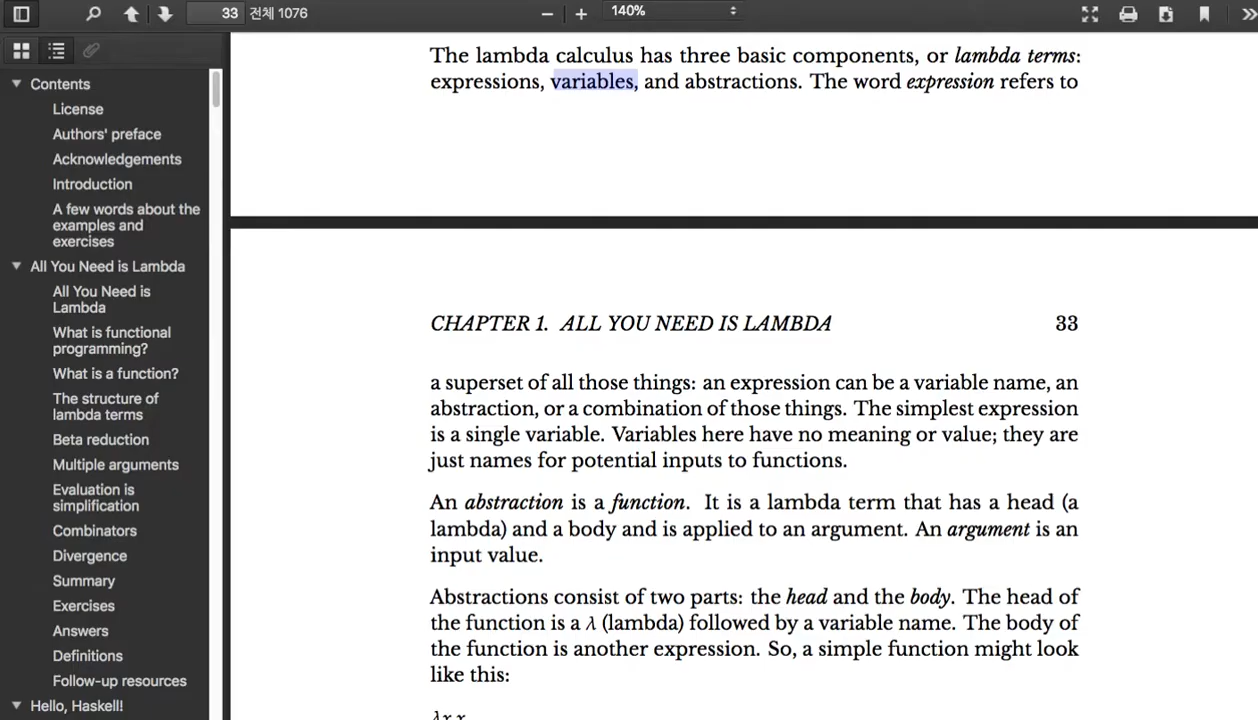 33 전체 1076
140%
Contents
License
Authors' preface
Acknowledgements
Introduction
A few words about the
examples and
exercises
All You Need is Lambda
All You Need is
Lambda
What is functional
programming?
What is a function?
The structure of
lambda terms
Beta reduction
Multiple arguments
Evaluation is
simplification
Combinators
Divergence
Summary
Exercises
Answers
Definitions
Follow-up resources
Hello, Haskell!
The lambda calculus has three basic components, or lambda terms:
expressions, variables, and abstractions. The word expression refers to
CHAPTER 1. ALL YOU NEED IS LAMBDA 33
a superset of all those things: an expression can be a variable name, an
abstraction, or a combination of those things. The simplest expression
is a single variable. Variables here have no meaning or value; they are
just names for potential inputs to functions.
An abstraction is a function. It is a lambda term that has a head (a
lambda) and a body and is applied to an argument. An argument is an
input value.
Abstractions consist of two parts: the head and the body. The head of
the function is a λ (lambda) followed by a variable name. The body of
the function is another expression. So, a simple function might look
like this:
λx.x